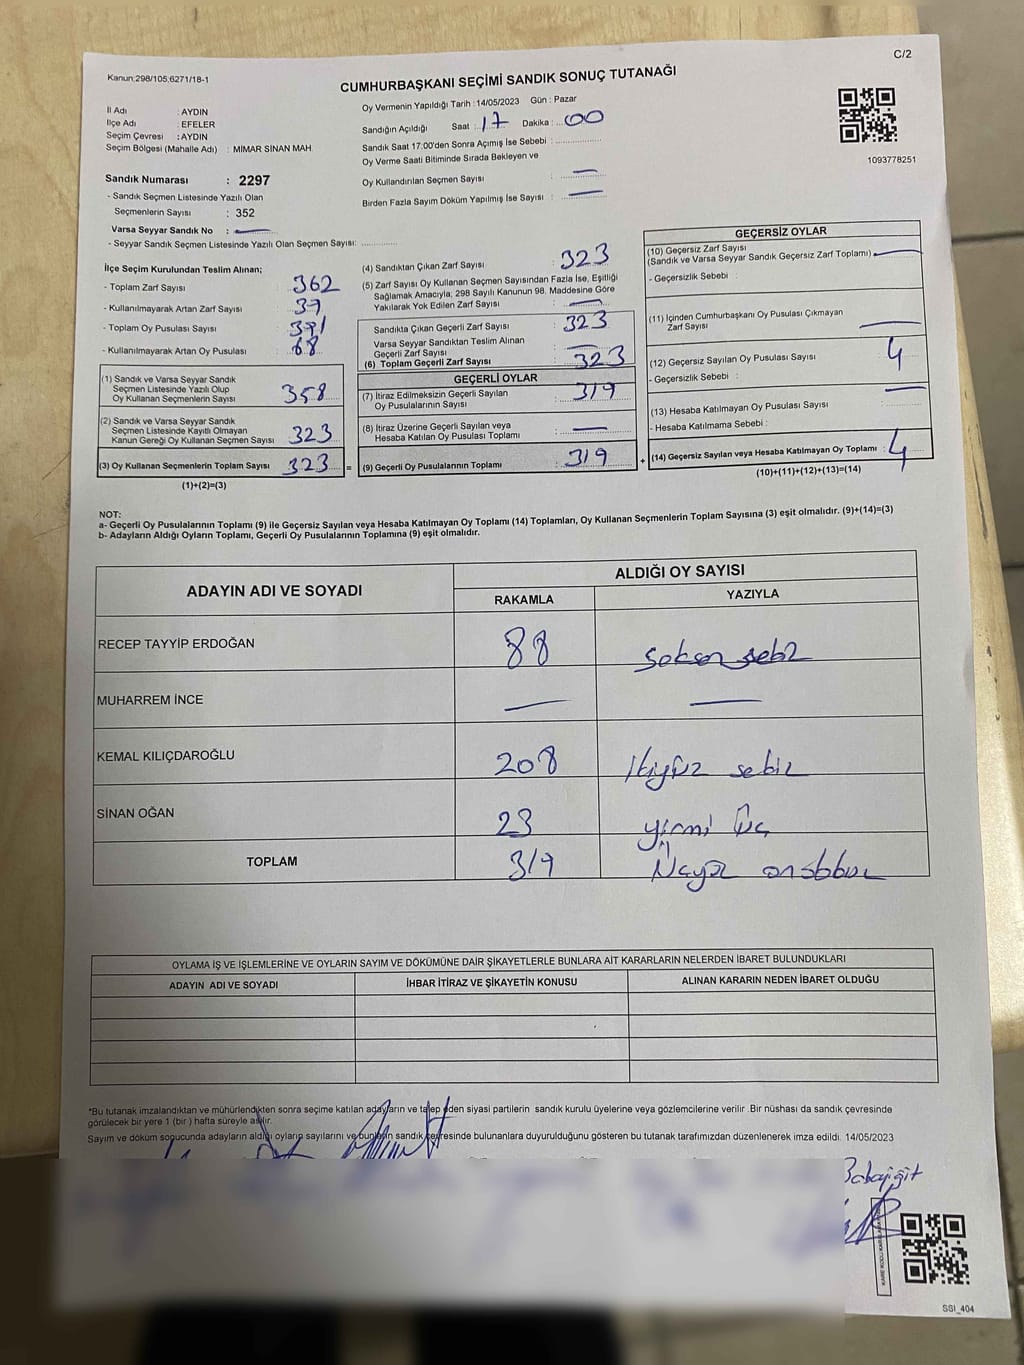 C/2
Kanun:298/105;6271/18-1
CUMHURBAŞKANI SEÇİMİ SANDIK SONUÇ TUTANAĞI
İl Adı : AYDIN
İlçe Adı : EFELER
Seçim Çevresi : AYDIN
Seçim Bölgesi (Mahalle Adı) : MİMAR SİNAN MAH
Oy Vermenin Yapıldığı Tarih : 14/05/2023 Gün : Pazar
Sandığın Açıldığı Saat : 17 Dakika : 00
Sandık Saat 17:00'den Sonra Açımış İse Sebebi :
Oy Verme Saati Bitiminde Sırada Bekleyen ve
Oy Kullandırılan Seçmen Sayısı : —
Birden Fazla Sayım Döküm Yapılmış İse Sayısı : —
1093778251
Sandık Numarası : 2297
- Sandık Seçmen Listesinde Yazılı Olan
Seçmenlerin Sayısı : 352
Varsa Seyyar Sandık No : —
- Seyyar Sandık Seçmen Listesinde Yazılı Olan Seçmen Sayısı:
İlçe Seçim Kurulundan Teslim Alınan;
- Toplam Zarf Sayısı : 362
- Kullanılmayarak Artan Zarf Sayısı : 39
- Toplam Oy Pusulası Sayısı : 391
- Kullanılmayarak Artan Oy Pusulası : 68
(1) Sandık ve Varsa Seyyar Sandık
Seçmen Listesinde Yazılı Olup
Oy Kullanan Seçmenlerin Sayısı : 358
(2) Sandık ve Varsa Seyyar Sandık
Seçmen Listesinde Kayıtlı Olmayan
Kanun Gereği Oy Kullanan Seçmen Sayısı : 323
(3) Oy Kullanan Seçmenlerin Toplam Sayısı : 323 =
(1)+(2)=(3)
(4) Sandıktan Çıkan Zarf Sayısı : 323
(5) Zarf Sayısı Oy Kullanan Seçmen Sayısından Fazla İse, Eşitliği
Sağlamak Amacıyla, 298 Sayılı Kanunun 98. Maddesine Göre
Yakılarak Yok Edilen Zarf Sayısı : —
Sandıkta Çıkan Geçerli Zarf Sayısı : 323
Varsa Seyyar Sandıktan Teslim Alınan
Geçerli Zarf Sayısı : —
(6) Toplam Geçerli Zarf Sayısı : 323
GEÇERLİ OYLAR
(7) İtiraz Edilmeksizin Geçerli Sayılan
Oy Pusulalarının Sayısı : 319
(8) İtiraz Üzerine Geçerli Sayılan veya
Hesaba Katılan Oy Pusulası Toplamı : —
(9) Geçerli Oy Pusulalarının Toplamı : 319 +
GEÇERSİZ OYLAR
(10) Geçersiz Zarf Sayısı
(Sandık ve Varsa Seyyar Sandık Geçersiz Zarf Toplamı) —
- Geçersizlik Sebebi :
(11) İçinden Cumhurbaşkanı Oy Pusulası Çıkmayan
Zarf Sayısı —
(12) Geçersiz Sayılan Oy Pusulası Sayısı : 4
- Geçersizlik Sebebi :
(13) Hesaba Katılmayan Oy Pusulası Sayısı : —
- Hesaba Katılmama Sebebi :
(14) Geçersiz Sayılan veya Hesaba Katılmayan Oy Toplamı : 4
(10)+(11)+(12)+(13)=(14)
NOT:
a- Geçerli Oy Pusulalarının Toplamı (9) ile Geçersiz Sayılan veya Hesaba Katılmayan Oy Toplamı (14) Toplamları, Oy Kullanan Seçmenlerin Toplam Sayısına (3) eşit olmalıdır. (9)+(14)=(3)
b- Adayların Aldığı Oyların Toplamı, Geçerli Oy Pusulalarının Toplamına (9) eşit olmalıdır.
ADAYIN ADI VE SOYADI
ALDIĞI OY SAYISI
RAKAMLA YAZIYLA
RECEP TAYYİP ERDOĞAN 88 seksen sekiz
MUHARREM İNCE — —
KEMAL KILIÇDAROĞLU 208 İkiyüz sekiz
SİNAN OĞAN 23 yirmi üç
TOPLAM 319 Üçyüz ondokuz
OYLAMA İŞ VE İŞLEMLERİNE VE OYLARIN SAYIM VE DÖKÜMÜNE DAİR ŞİKAYETLERLE BUNLARA AİT KARARLARIN NELERDEN İBARET BULUNDUKLARI
ADAYIN ADI VE SOYADI İHBAR İTİRAZ VE ŞİKAYETİN KONUSU ALINAN KARARIN NEDEN İBARET OLDUĞU
*Bu tutanak imzalandıktan ve mühürlendikten sonra seçime katılan adayların ve talep eden siyasi partilerin sandık kurulu üyelerine veya gözlemcilerine verilir .Bir nüshası da sandık çevresinde
görülecek bir yere 1 (bir ) hafta süreyle asılır.
Sayım ve döküm sonucunda adayların aldığı oyların sayılarını ve bunların sandık çevresinde bulunanlara duyurulduğunu gösteren bu tutanak tarafımızdan düzenlenerek imza edildi. 14/05/2023
Babayiğit
SSI_404